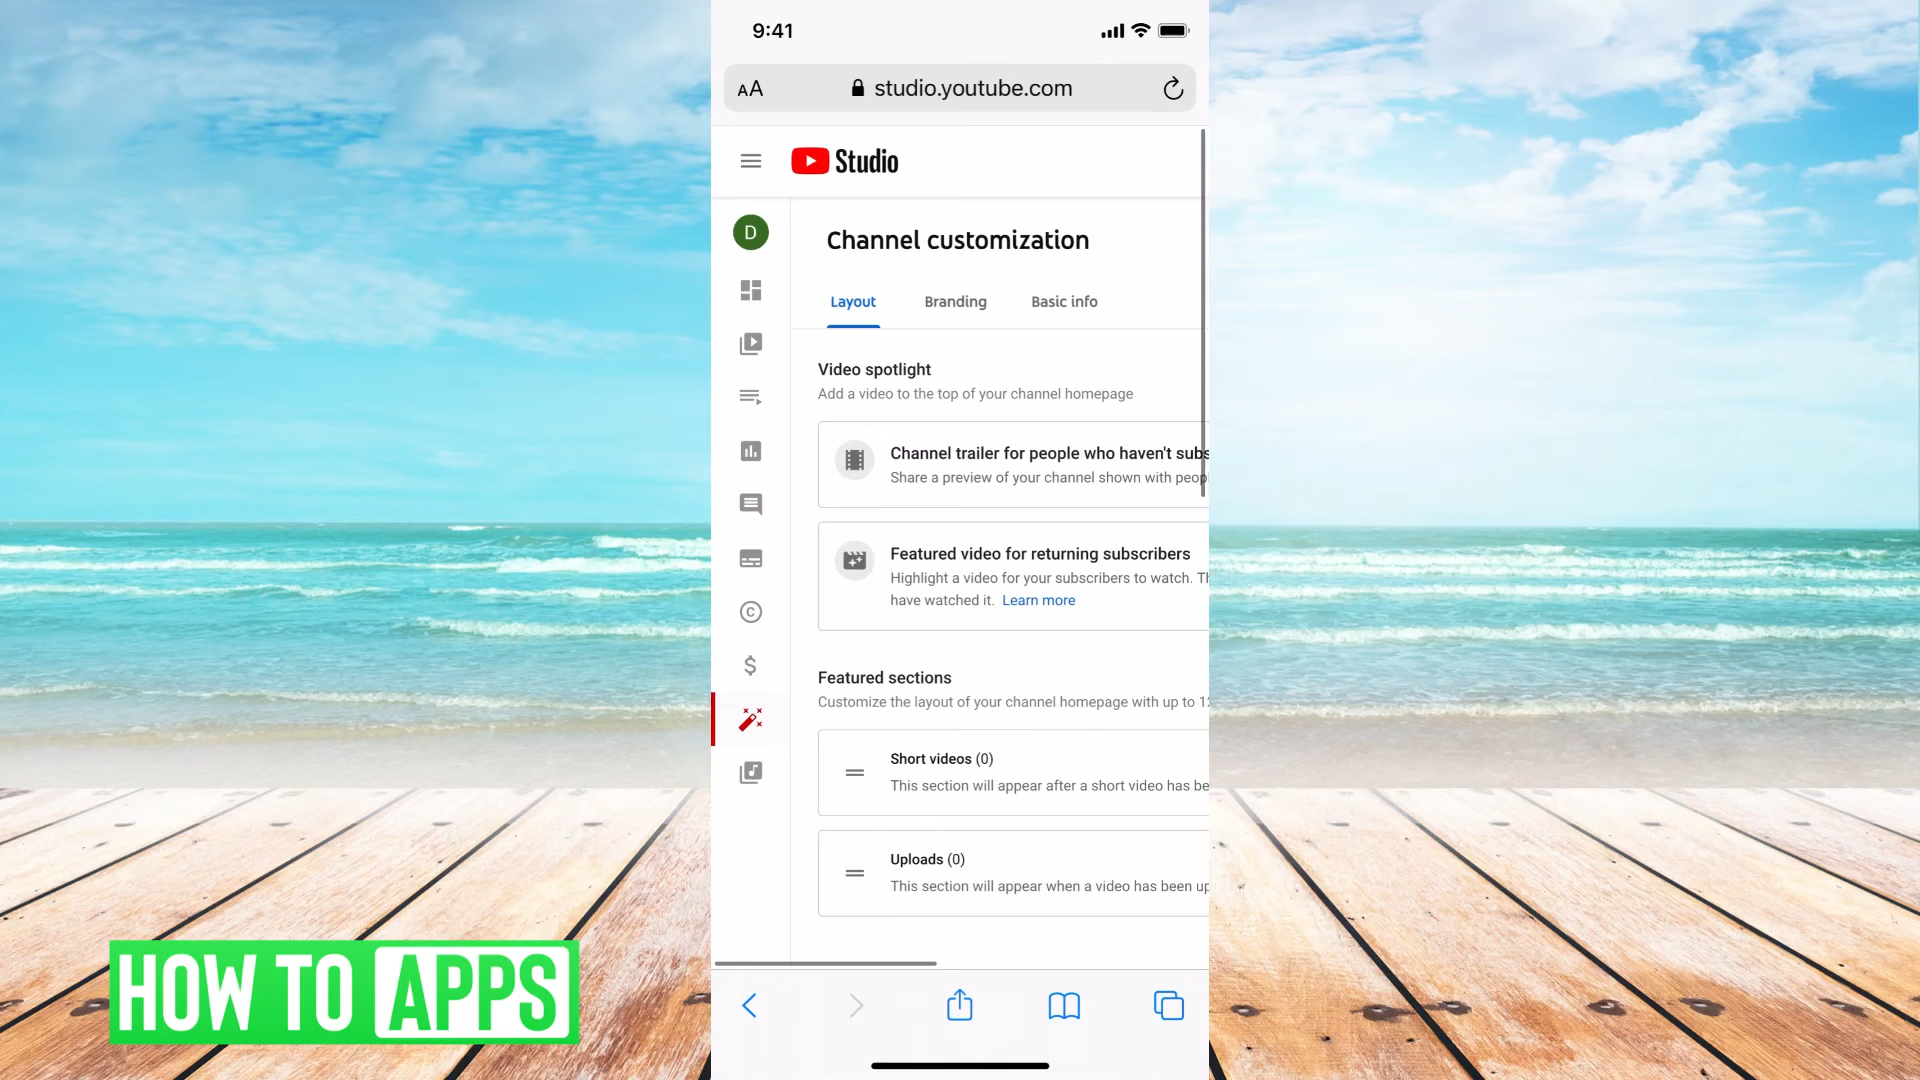 9:41
AA
studio.youtube.com
Studio
D
Channel customization
Layout Branding Basic info
Video spotlight
Add a video to the top of your channel homepage
Channel trailer for people who haven't subs
Share a preview of your channel shown with peop
Featured video for returning subscribers
Highlight a video for your subscribers to watch. Th
have watched it. Learn more
Featured sections
Customize the layout of your channel homepage with up to 12
Short videos (0)
This section will appear after a short video has be
Uploads (0)
This section will appear when a video has been up
HOW TO APPS